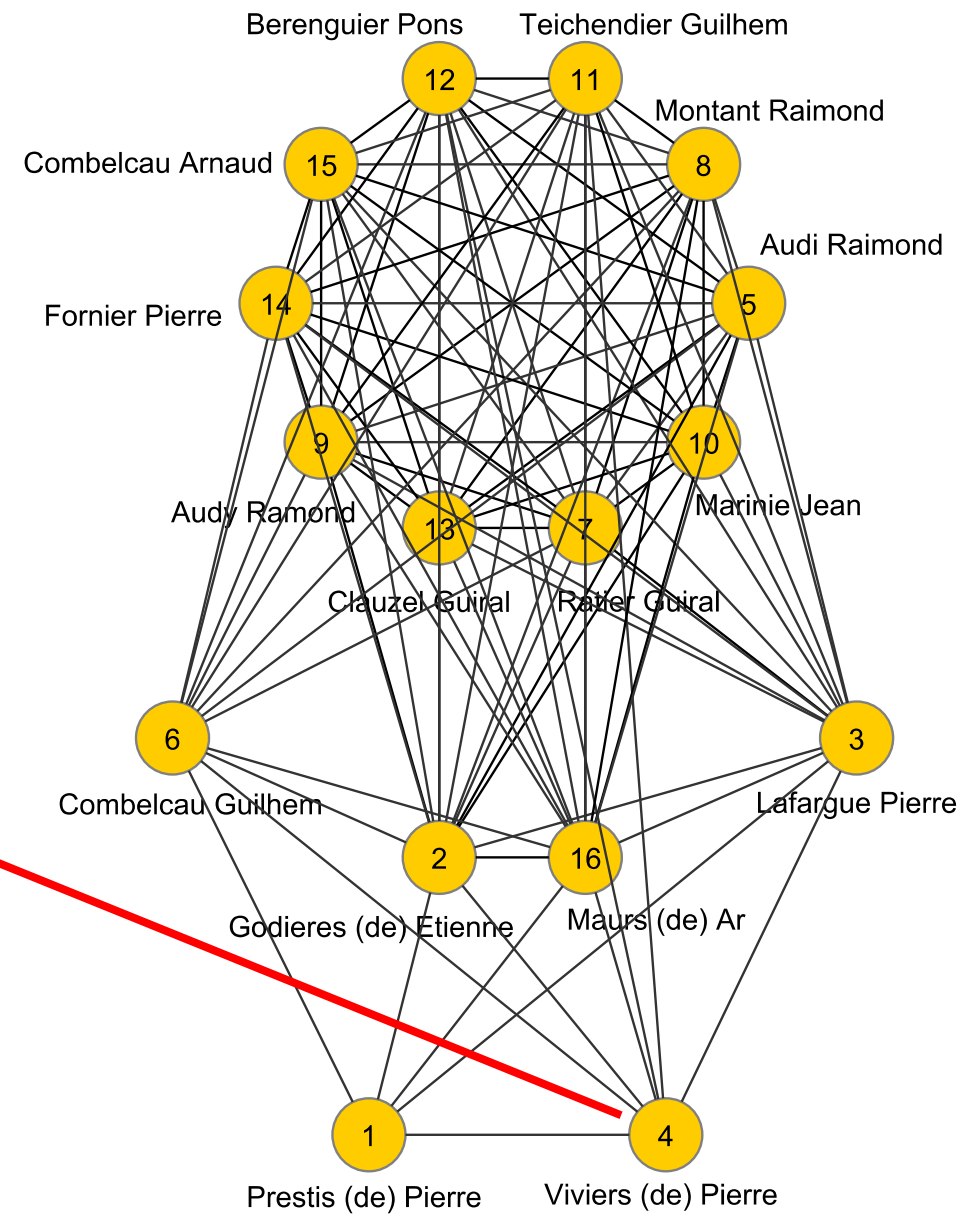 Berenguier Pons
Teichendier Guilhem
12
11
Montant Raimond
Combelcau Arnaud
15
8
Audi Raimond
Fornier Pierre
14
5
9
10
Audy Ramond
Marinie Jean
13
7
Clauzel Guiral
Ratier Guiral
6
3
Combelcau Guilhem
Lafargue Pierre
2
16
Godieres (de) Etienne
Maurs (de) Ar
1
4
Prestis (de) Pierre
Viviers (de) Pierre